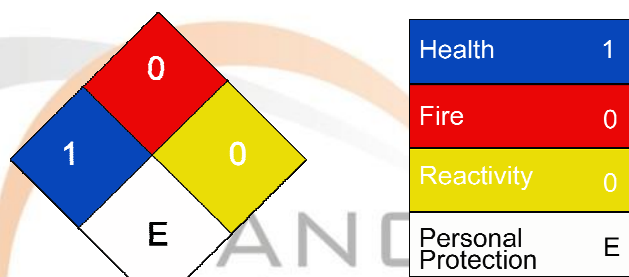 0
1
0
E
Health 1
Fire 0
Reactivity 0
Personal
Protection E
ANC